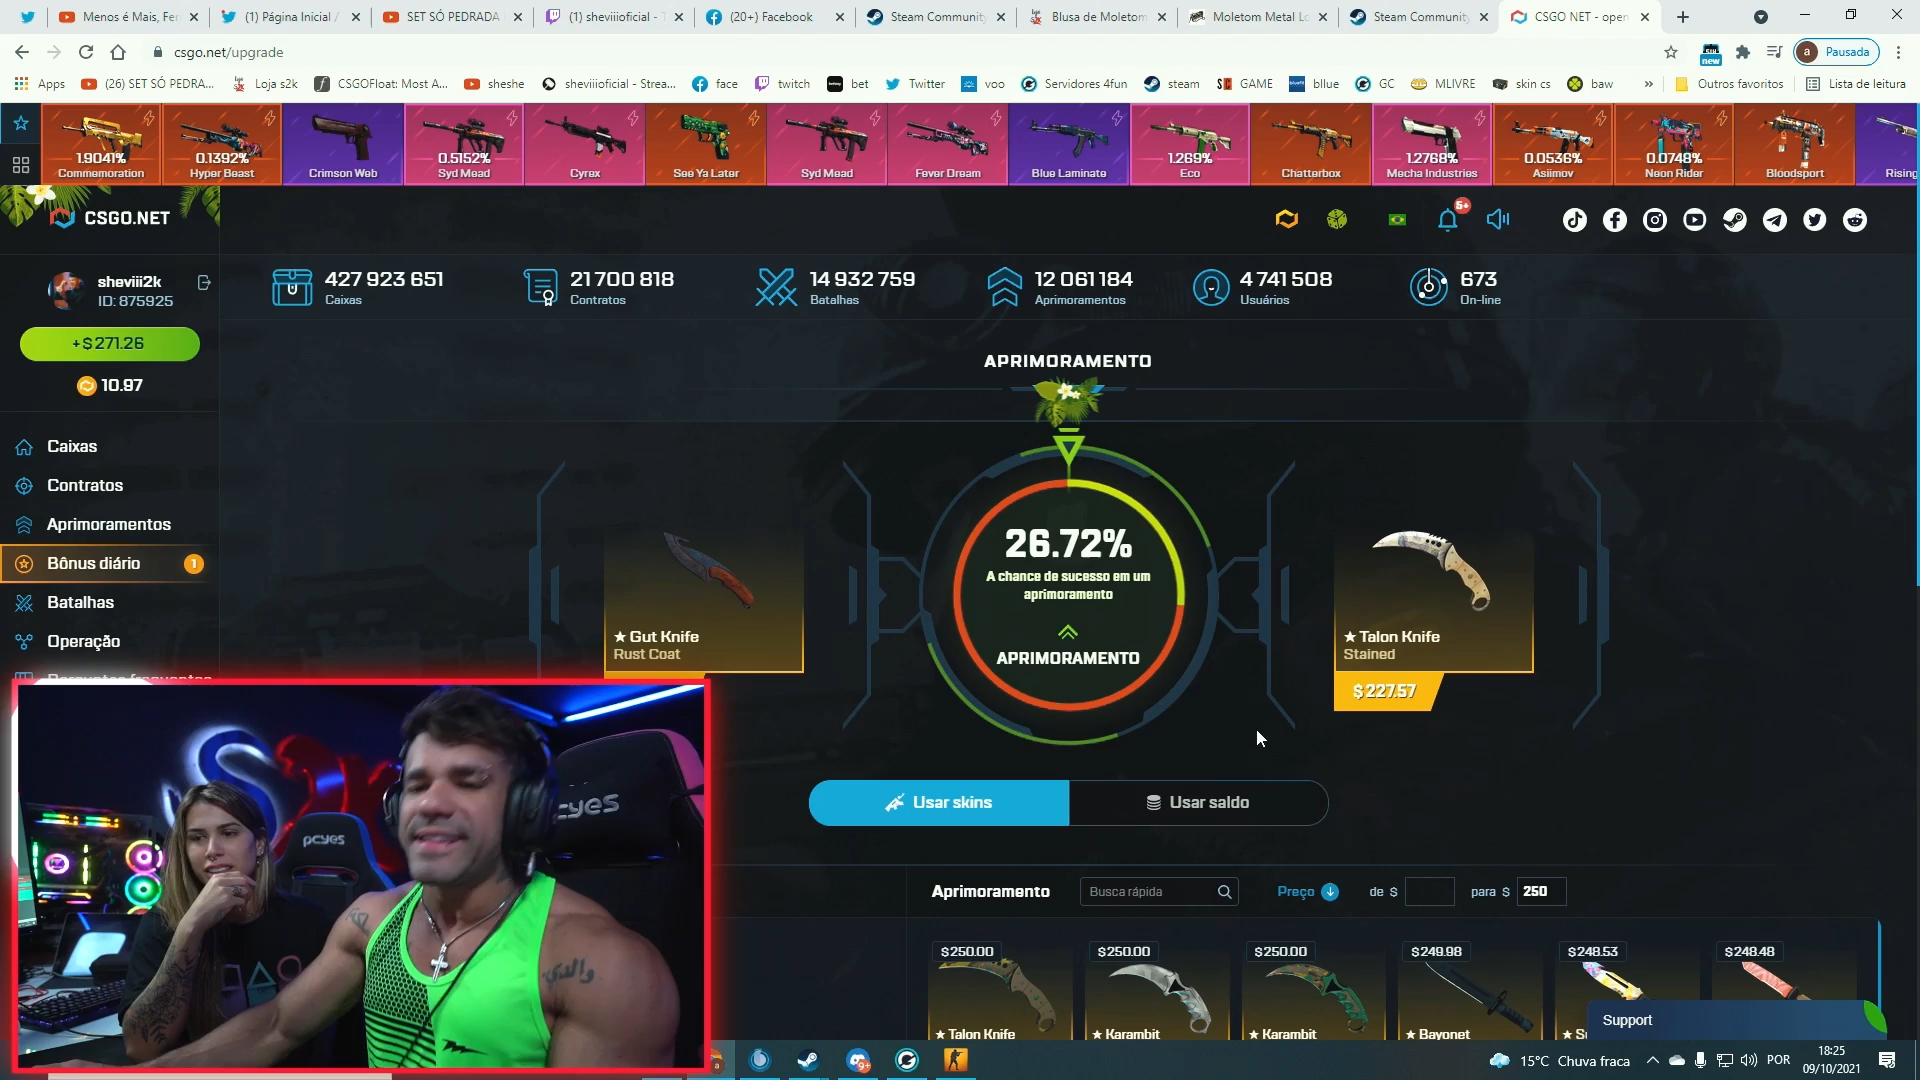 Menos é Mais, Fer
(1) Página Inicial /
SET SÓ PEDRADA
(1) sheviiioficial - T
(20+) Facebook
Steam Community
Blusa de Moletom
Moletom Metal Lo
Steam Community
CSGO NET - open
csgo.net/upgrade
new
a Pausada
Apps
(26) SET SÓ PEDRA...
Loja s2k
CSGOFloat: Most A...
sheshe
sheviiioficial - Strea...
face
twitch
bet
Twitter
voo
Servidores 4fun
steam
GAME
bllue
GC
MLIVRE
skin cs
baw
»
Outros favoritos
Lista de leitura
1.9041%
Commemoration
0.1392%
Hyper Beast
Crimson Web
0.5152%
Syd Mead
Cyrex
See Ya Later
Syd Mead
Fever Dream
Blue Laminate
1.269%
Eco
Chatterbox
1.2768%
Mecha Industries
0.0536%
Asiimov
0.0748%
Neon Rider
Bloodsport
Rising
CSGO.NET
5+
sheviii2k
ID: 875925
+$271.26
10.97
427 923 651
Caixas
21 700 818
Contratos
14 932 759
Batalhas
12 061 184
Aprimoramentos
4 741 508
Usuários
673
On-line
Caixas
Contratos
Aprimoramentos
Bônus diário 1
Batalhas
Operação
APRIMORAMENTO
26.72%
A chance de sucesso em um
aprimoramento
APRIMORAMENTO
★ Gut Knife
Rust Coat
★ Talon Knife
Stained
$227.57
Usar skins
Usar saldo
Aprimoramento
Busca rápida
Preço
de $
para $ 250
$250.00
★ Talon Knife
$250.00
★ Karambit
$250.00
★ Karambit
$249.98
★ Bayonet
$248.53
$248.48
Support
pcyes
pcyes
والدي
15°C Chuva fraca
POR
18:25
09/10/2021